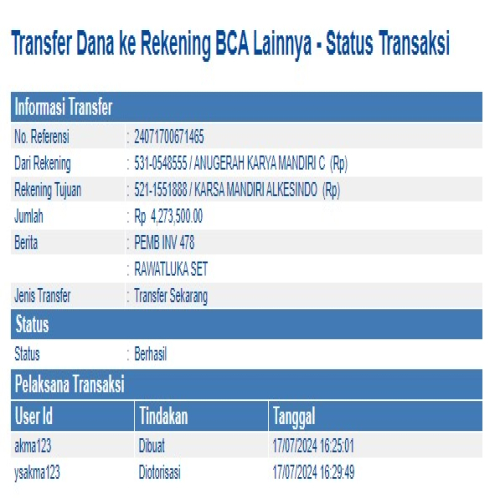 Transfer Dana ke Rekening BCA Lainnya - Status Transaksi
Informasi Transfer
No. Referensi : 24071700671465
Dari Rekening : 531-0548555 / ANUGERAH KARYA MANDIRI C (Rp)
Rekening Tujuan : 521-1551888 / KARSA MANDIRI ALKESINDO (Rp)
Jumlah : Rp 4,273,500.00
Berita : PEMB INV 478
: RAWATLUKA SET
Jenis Transfer : Transfer Sekarang
Status
Status : Berhasil
Pelaksana Transaksi
User Id Tindakan Tanggal
akma123 Dibuat 17/07/2024 16:25:01
ysakma123 Diotorisasi 17/07/2024 16:29:49